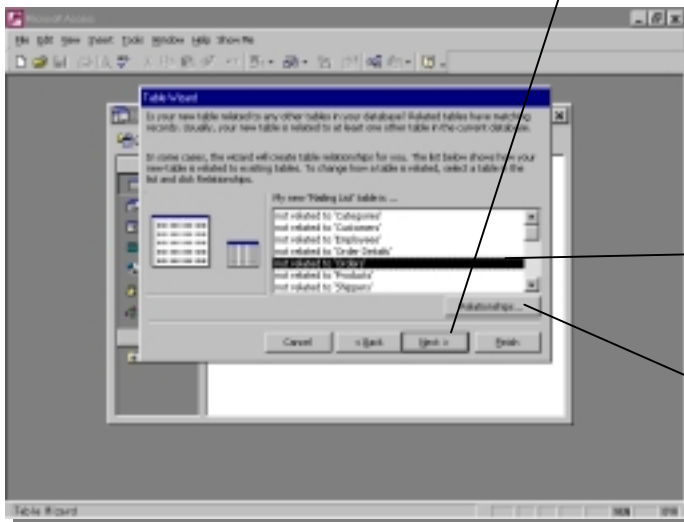 Microsoft Access
File Edit View Insert Tools Window Help Show Me
Table Wizard
Is your new table related to any other tables in your database? Related tables have matching
records. Usually, your new table is related to at least one other table in the current database.
In some cases, the wizard will create table relationships for you. The list below shows how your
new table is related to existing tables. To change how a table is related, select a table in the
list and click Relationships.
My new 'Mailing List' table is ...
not related to 'Categories'
not related to 'Customers'
not related to 'Employees'
not related to 'Order Details'
not related to 'Orders'
not related to 'Products'
not related to 'Shippers'
Relationships...
Cancel < Back Next > Finish
Table Wizard NUM